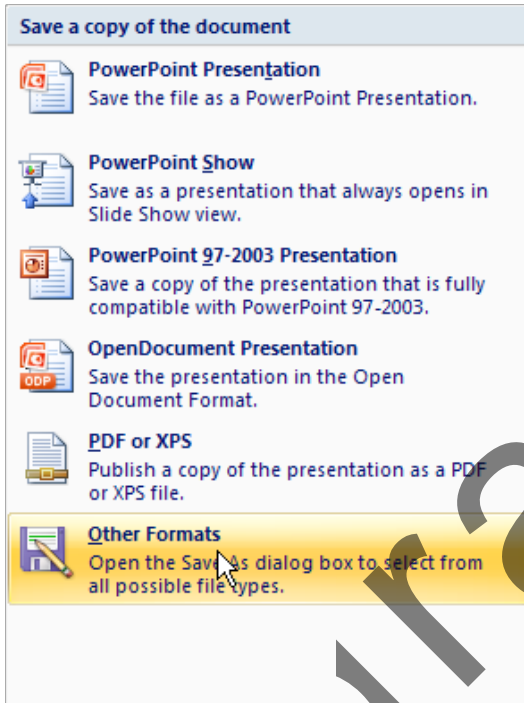 Save a copy of the document
PowerPoint Presentation
Save the file as a PowerPoint Presentation.
PowerPoint Show
Save as a presentation that always opens in
Slide Show view.
PowerPoint 97-2003 Presentation
Save a copy of the presentation that is fully
compatible with PowerPoint 97-2003.
OpenDocument Presentation
ODP
Save the presentation in the Open
Document Format.
PDF or XPS
Publish a copy of the presentation as a PDF
or XPS file.
Other Formats
Open the Save As dialog box to select from
all possible file types.